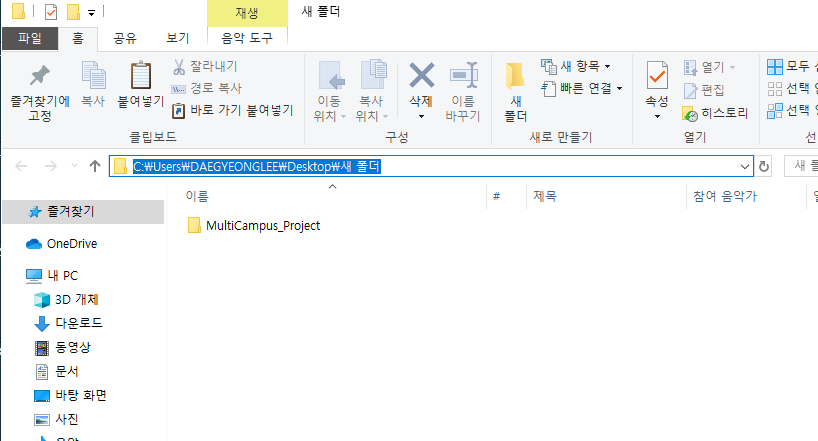 재생
새 폴더
파일
홈
공유
보기
음악 도구
즐겨찾기에
고정
복사
붙여넣기
잘라내기
경로 복사
바로 가기 붙여넣기
클립보드
이동
위치
복사
위치
삭제
이름
바꾸기
구성
새
폴더
새 항목
빠른 연결
새로 만들기
속성
열기
편집
히스토리
열기
모두 선
선택 안
선택 영
선
C:₩Users₩DAEGYEONGLEE₩Desktop₩새 폴더
새 폴
이름
#
제목
참여 음악가
즐겨찾기
MultiCampus_Project
OneDrive
내 PC
3D 개체
다운로드
동영상
문서
바탕 화면
사진